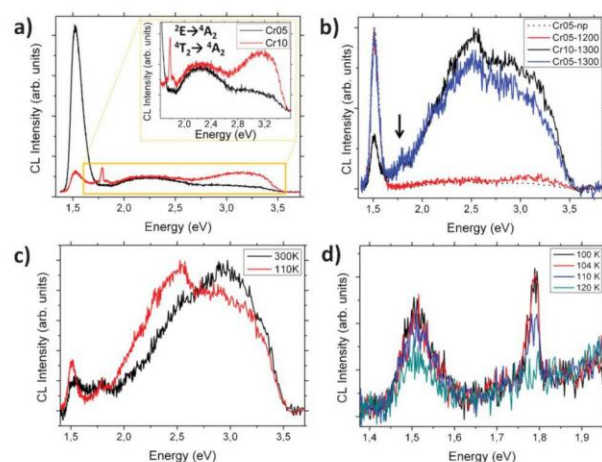 a)
²E→⁴A₂
⁴T₂→⁴A₂
Cr05
Cr10
CL Intensity (arb. units)
2,0 2,4 2,8 3,2
Energy (eV)
CL Intensity (arb. units)
1,5 2,0 2,5 3,0 3,5
Energy (eV)
b)
Cr05-np
Cr05-1200
Cr10-1300
Cr05-1300
CL Intensity (arb. units)
1,5 2,0 2,5 3,0 3,5
Energy (eV)
c)
300K
110K
CL Intensity (arb. units)
1,5 2,0 2,5 3,0 3,5
Energy (eV)
d)
100 K
104 K
110 K
120 K
CL Intensity (arb. units)
1,4 1,5 1,6 1,7 1,8 1,9
Energy (eV)